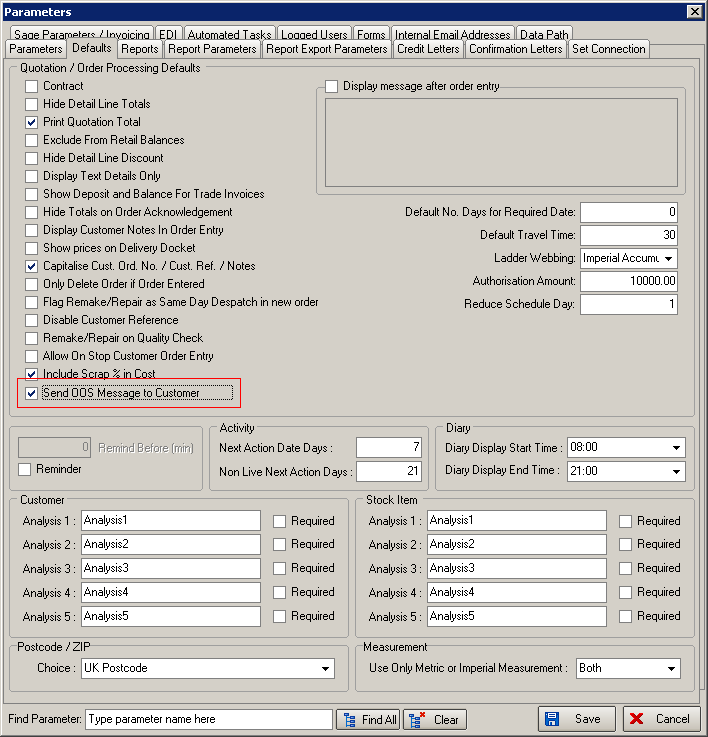 Parameters
Sage Parameters / Invoicing EDI Automated Tasks Logged Users Forms Internal Email Addresses Data Path
Parameters Defaults Reports Report Parameters Report Export Parameters Credit Letters Confirmation Letters Set Connection
Quotation / Order Processing Defaults
Contract
Hide Detail Line Totals
Print Quotation Total
Exclude From Retail Balances
Hide Detail Line Discount
Display Text Details Only
Show Deposit and Balance For Trade Invoices
Hide Totals on Order Acknowledgement
Display Customer Notes In Order Entry
Show prices on Delivery Docket
Capitalise Cust. Ord. No. / Cust. Ref. / Notes
Only Delete Order if Order Entered
Flag Remake/Repair as Same Day Despatch in new order
Disable Customer Reference
Remake/Repair on Quality Check
Allow On Stop Customer Order Entry
Include Scrap % in Cost
Send OOS Message to Customer
Display message after order entry
Default No. Days for Required Date: 0
Default Travel Time: 30
Ladder Webbing: Imperial Accumu
Authorisation Amount: 10000.00
Reduce Schedule Day: 1
0 Remind Before (min)
Reminder
Activity
Next Action Date Days : 7
Non Live Next Action Days : 21
Diary
Diary Display Start Time : 08:00
Diary Display End Time : 21:00
Customer
Analysis 1 : Analysis1 Required
Analysis 2 : Analysis2 Required
Analysis 3 : Analysis3 Required
Analysis 4 : Analysis4 Required
Analysis 5 : Analysis5 Required
Stock Item
Analysis 1 : Analysis1 Required
Analysis 2 : Analysis2 Required
Analysis 3 : Analysis3 Required
Analysis 4 : Analysis4 Required
Analysis 5 : Analysis5 Required
Postcode / ZIP
Choice : UK Postcode
Measurement
Use Only Metric or Imperial Measurement : Both
Find Parameter: Type parameter name here Find All Clear Save Cancel